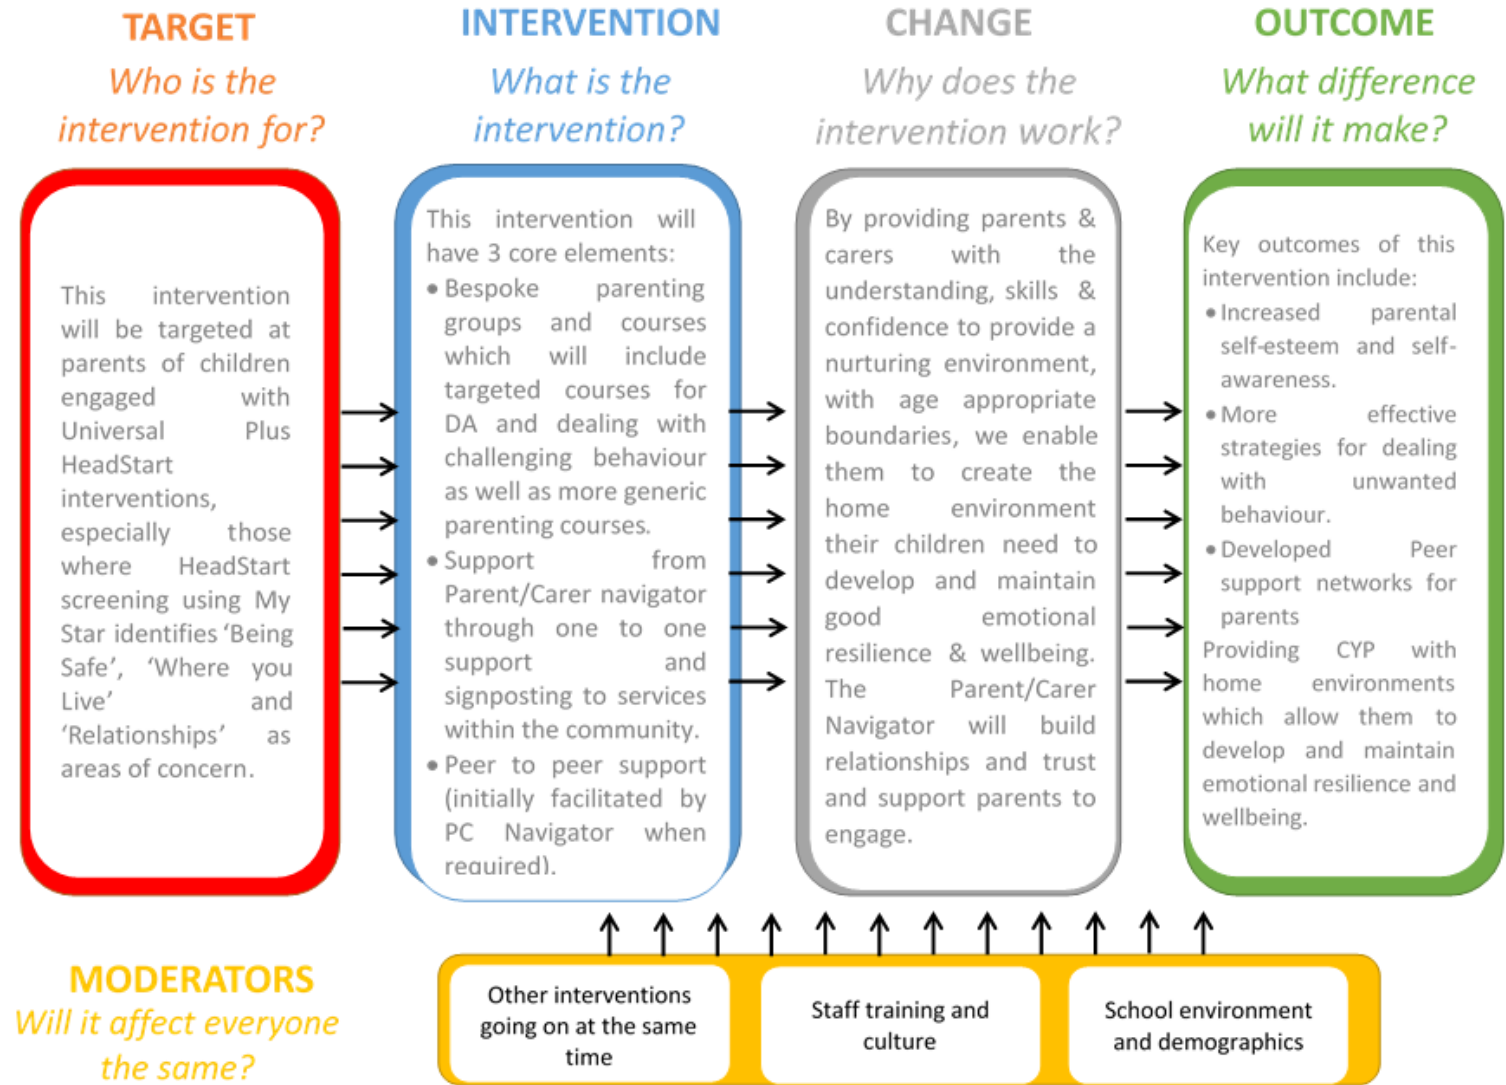 TARGET
Who is the
intervention for?
This intervention
will be targeted at
parents of children
engaged with
Universal Plus
HeadStart
interventions,
especially those
where HeadStart
screening using My
Star identifies ‘Being
Safe’, ‘Where you
Live’ and
‘Relationships’ as
areas of concern.
INTERVENTION
What is the
intervention?
This intervention will
have 3 core elements:
• Bespoke parenting
groups and courses
which will include
targeted courses for
DA and dealing with
challenging behaviour
as well as more generic
parenting courses.
• Support from
Parent/Carer navigator
through one to one
support and
signposting to services
within the community.
• Peer to peer support
(initially facilitated by
PC Navigator when
required).
CHANGE
Why does the
intervention work?
By providing parents &
carers with the
understanding, skills &
confidence to provide a
nurturing environment,
with age appropriate
boundaries, we enable
them to create the
home environment
their children need to
develop and maintain
good emotional
resilience & wellbeing.
The Parent/Carer
Navigator will build
relationships and trust
and support parents to
engage.
OUTCOME
What difference
will it make?
Key outcomes of this
intervention include:
• Increased parental
self-esteem and self-
awareness.
• More effective
strategies for dealing
with unwanted
behaviour.
• Developed Peer
support networks for
parents
Providing CYP with
home environments
which allow them to
develop and maintain
emotional resilience and
wellbeing.
MODERATORS
Will it affect everyone
the same?
Other interventions
going on at the same
time
Staff training and
culture
School environment
and demographics